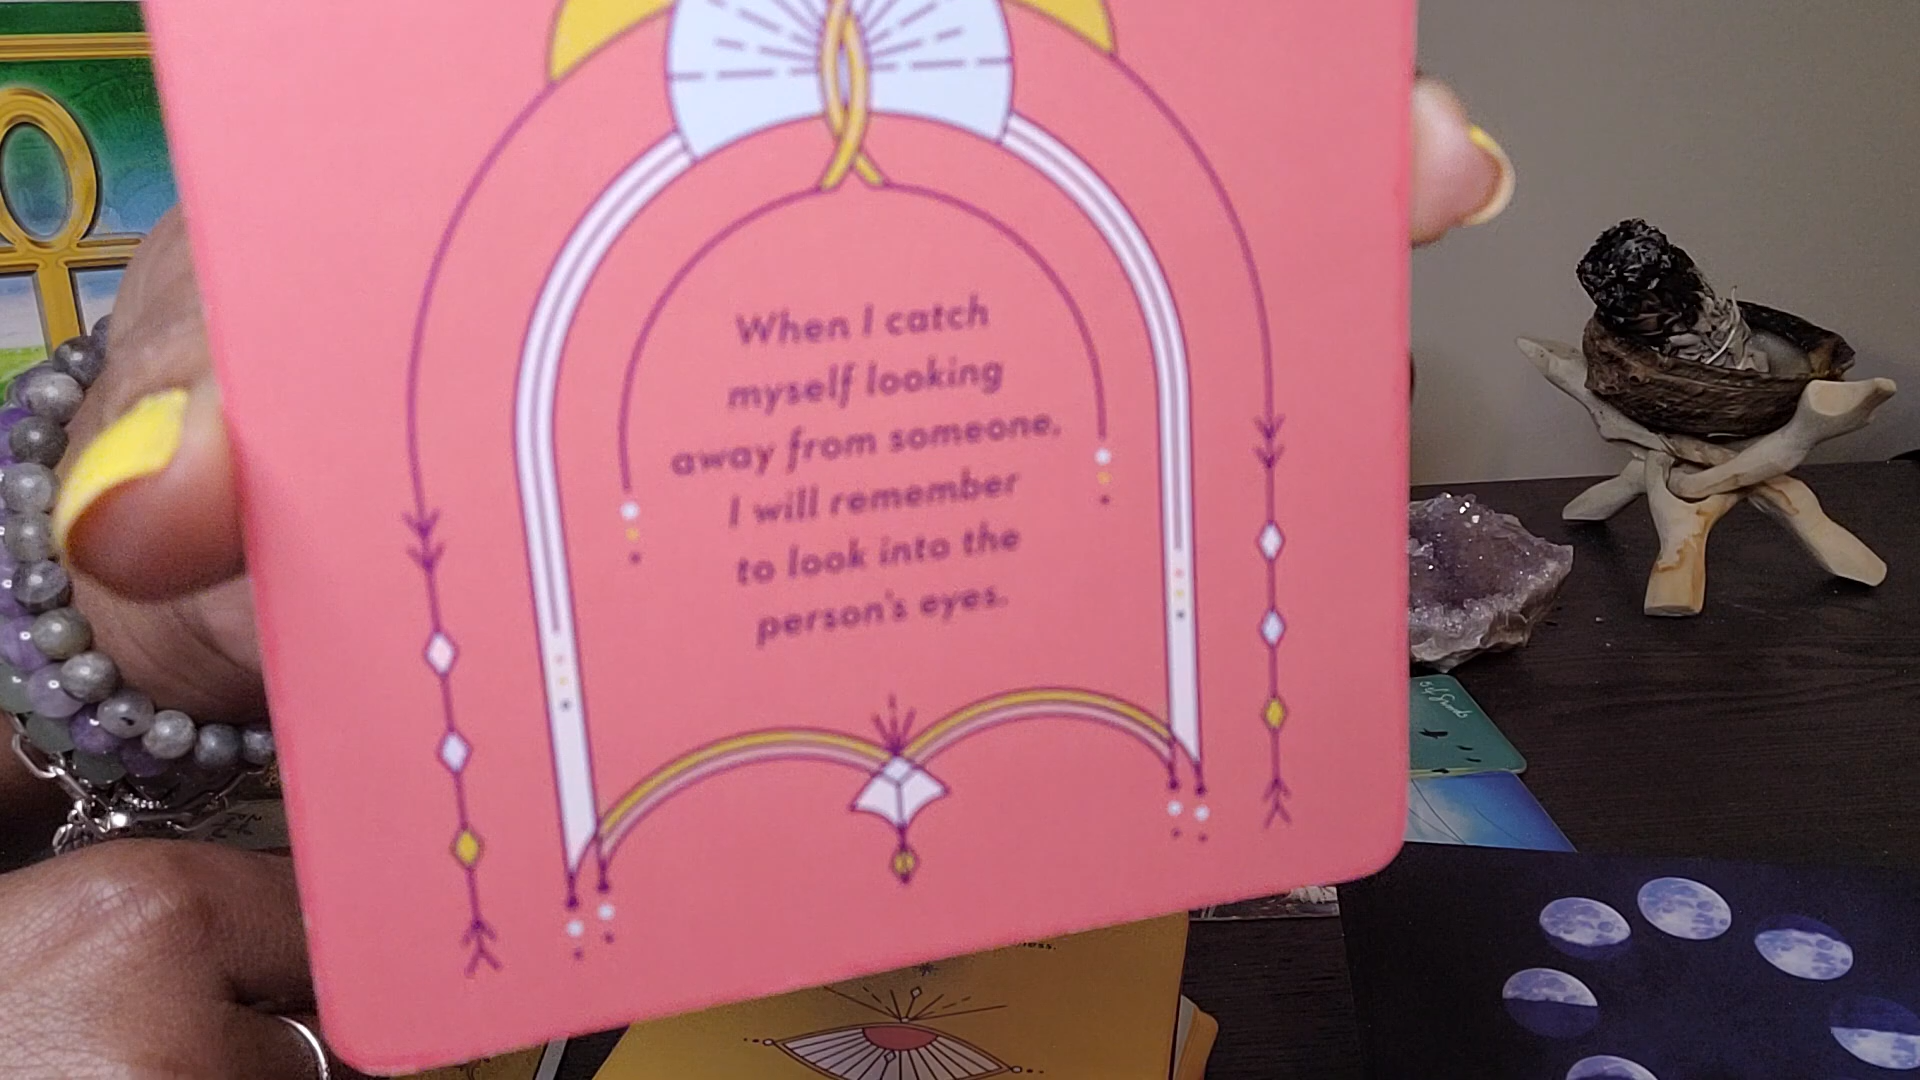 When I catch
myself looking
away from someone,
I will remember
to look into the
person's eyes.